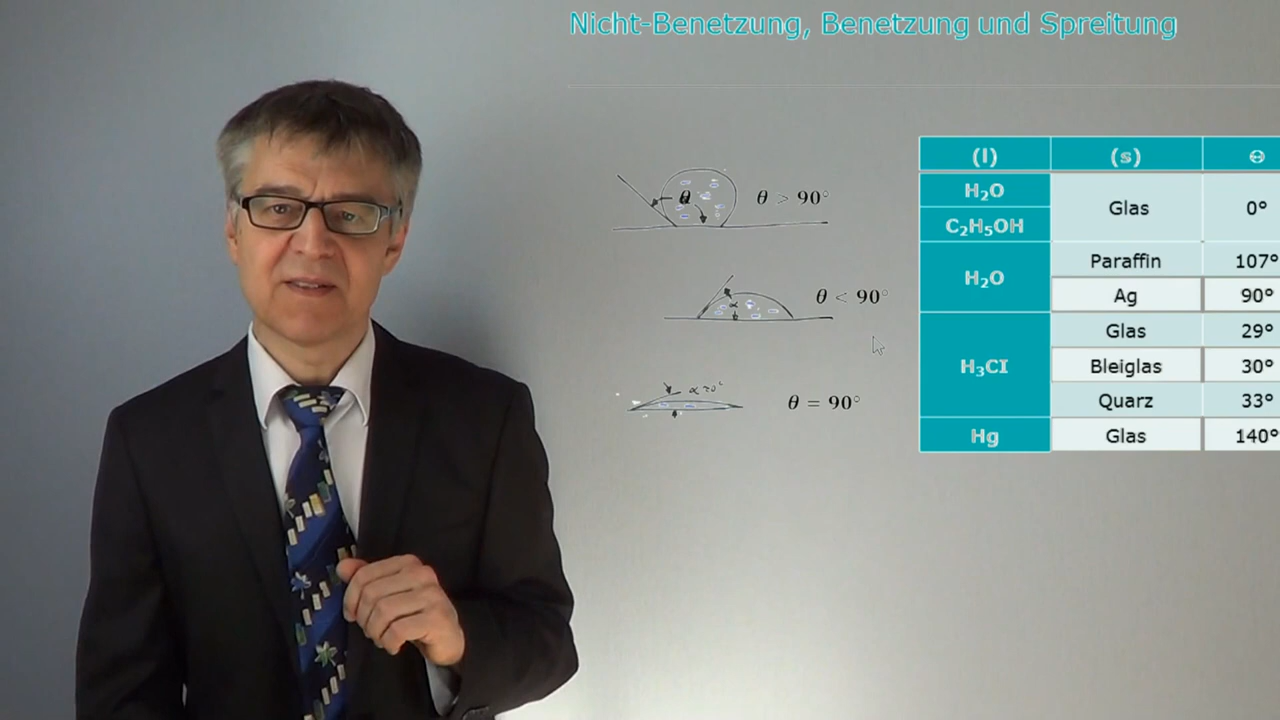 Nicht-Benetzung, Benetzung und Spreitung
θ
θ > 90°
α
θ < 90°
θ = 90°
(l) (s) Θ
H₂O Glas 0°
C₂H₅OH
H₂O Paraffin 107°
Ag 90°
H₃CI Glas 29°
Bleiglas 30°
Quarz 33°
Hg Glas 140°